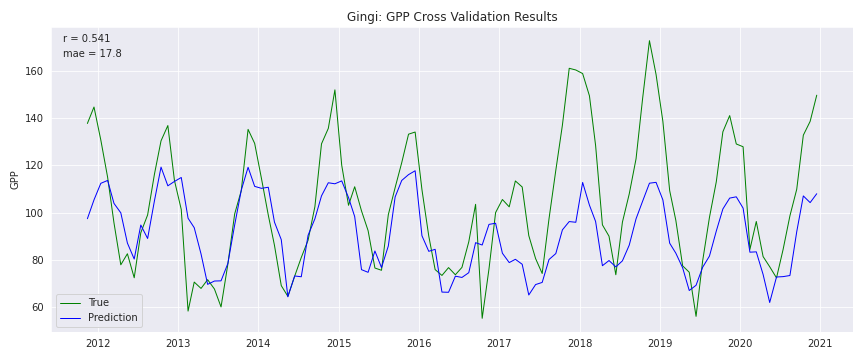 Gingi: GPP Cross Validation Results
r = 0.541
mae = 17.8
160
140
120
100
80
60
GPP
True
Prediction
2012 2013 2014 2015 2016 2017 2018 2019 2020 2021